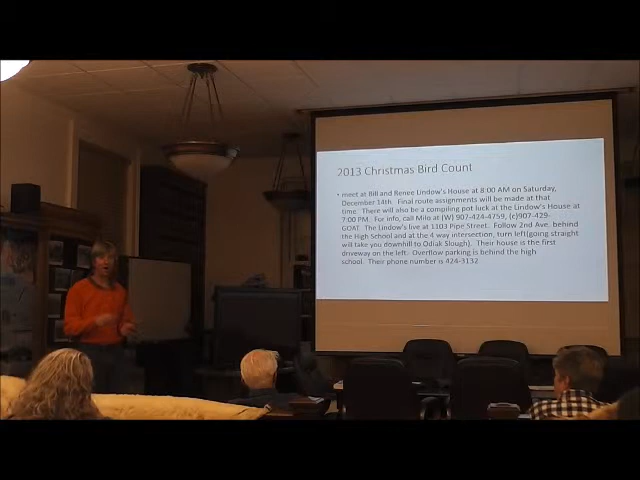 2013 Christmas Bird Count
• meet at Bill and Renee Lindow's House at 8:00 AM on Saturday,
December 14th. Final route assignments will be made at that
time. There will also be a compiling pot luck at the Lindow's House at
7:00 PM. For info, call Milo at (W) 907-424-4759, (c)907-429-
GOAT. The Lindow's live at 1103 Pipe Street. Follow 2nd Ave. behind
the High School and at the 4 way intersection, turn left(going straight
will take you downhill to Odiak Slough). Their house is the first
driveway on the left. Overflow parking is behind the high
school. Their phone number is 424-3132